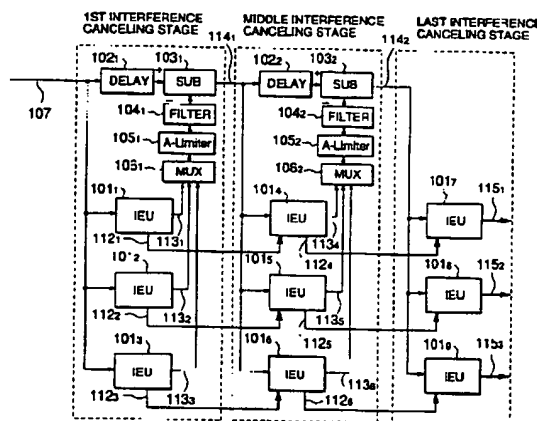 1ST INTERFERENCE
CANCELING STAGE
MIDDLE INTERFERENCE
CANCELING STAGE
LAST INTERFERENCE
CANCELING STAGE
114₁
114₂
102₁
103₁
102₂
103₂
DELAY
SUB
DELAY
SUB
107
104₁
FILTER
104₂
FILTER
105₁
A-Limiter
105₂
A-Limiter
106₁
MUX
106₂
MUX
101₁
101₄
101₇
115₁
IEU
IEU
IEU
112₁
113₁
113₄
112₄
101₂
101₅
101₈
115₂
IEU
IEU
IEU
112₂
113₂
113₅
112₅
101₃
101₆
101₉
115₃
IEU
IEU
IEU
112₃
113₃
113₆
112₆